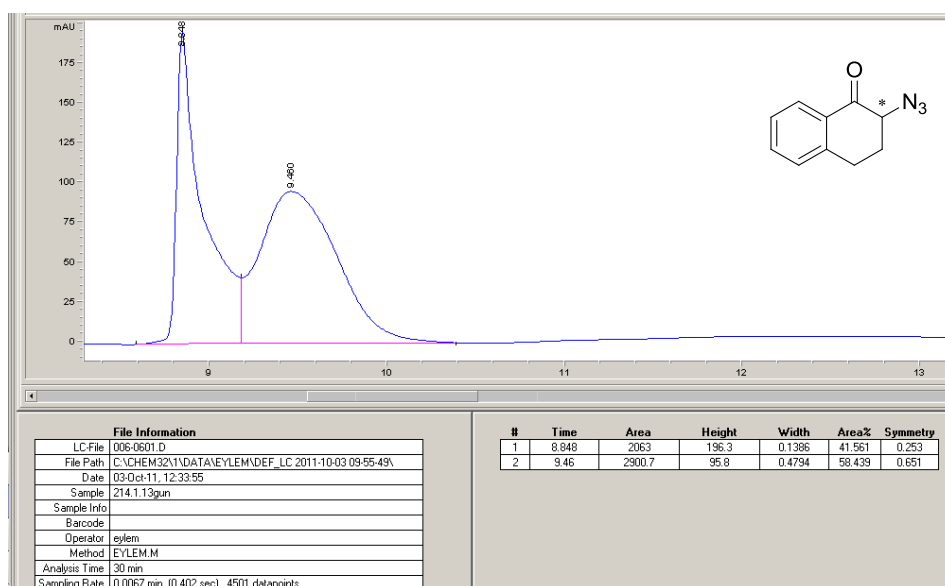 mAU
175
150
125
100
75
50
25
0
8.848
9.460
9
10
11
12
13
O
*
N3
File Information
LC-File 006-0601.D
File Path C:\CHEM32\1\DATA\EYLEM\DEF_LC 2011-10-03 09-55-49\
Date 03-Oct-11, 12:33:55
Sample 214.1.13gun
Sample Info
Barcode
Operator eylem
Method EYLEM.M
Analysis Time 30 min
Sampling Rate 0.0067 min (0.402 sec), 4501 datapoints
# Time Area Height Width Area% Symmetry
1 8.848 2063 196.3 0.1386 41.561 0.253
2 9.46 2900.7 95.8 0.4794 58.439 0.651